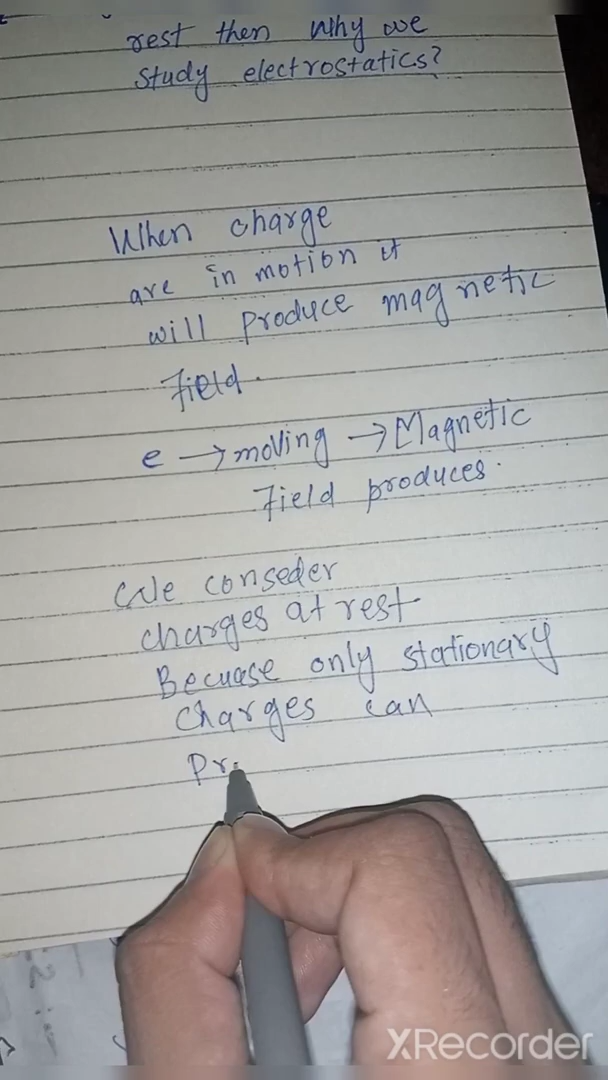 rest then why we
study electrostatics?
When charge
are in motion it
will produce magnetic
field.
e → moving → Magnetic
field produces.
We conseder
charges at rest
Becuase only stationary
charges can
Pr
XRecorder